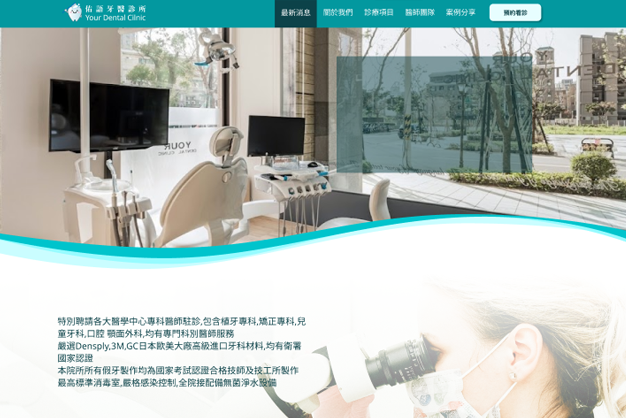 佑語牙醫診所
Your Dental Clinic
最新消息 關於我們 診療項目 醫師團隊 案例分享 預約看診
YOUR
特別聘請各大醫學中心專科醫師駐診,包含植牙專科,矯正專科,兒
童牙科,口腔 顎面外科,均有專門科別醫師服務
嚴選Densply,3M,GC日本歐美大廠高級進口牙科材料,均有衛署
國家認證
本院所所有假牙製作均為國家考試認證合格技師及技工所製作
最高標準消毒室,嚴格感染控制,全院接配備無菌淨水設備